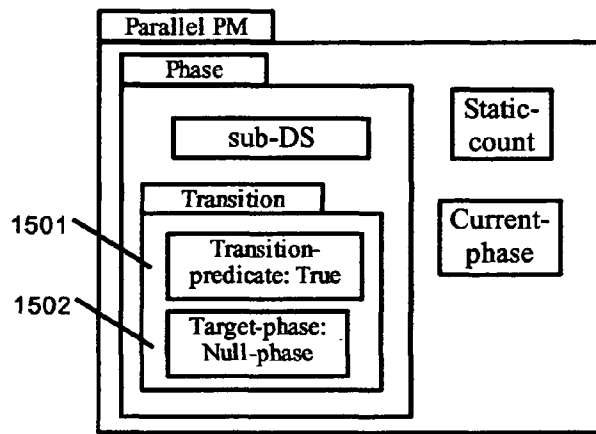 Parallel PM
Phase
sub-DS
Static-
count
Transition
1501
Transition-
predicate: True
Current-
phase
1502
Target-phase:
Null-phase